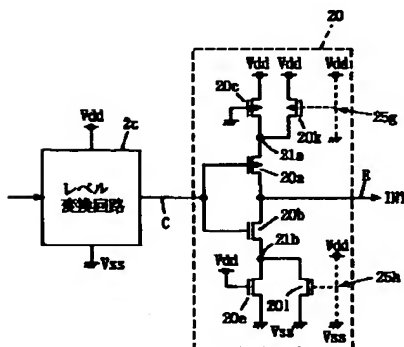 20
Vdd
Vdd
Vdd
20c
20k
25g
21a
Vdd
2c
レベル
変換回路
C
Vss
20a
20b
E
21b
Vdd
Vdd
20e
20l
25h
Vss
Vss